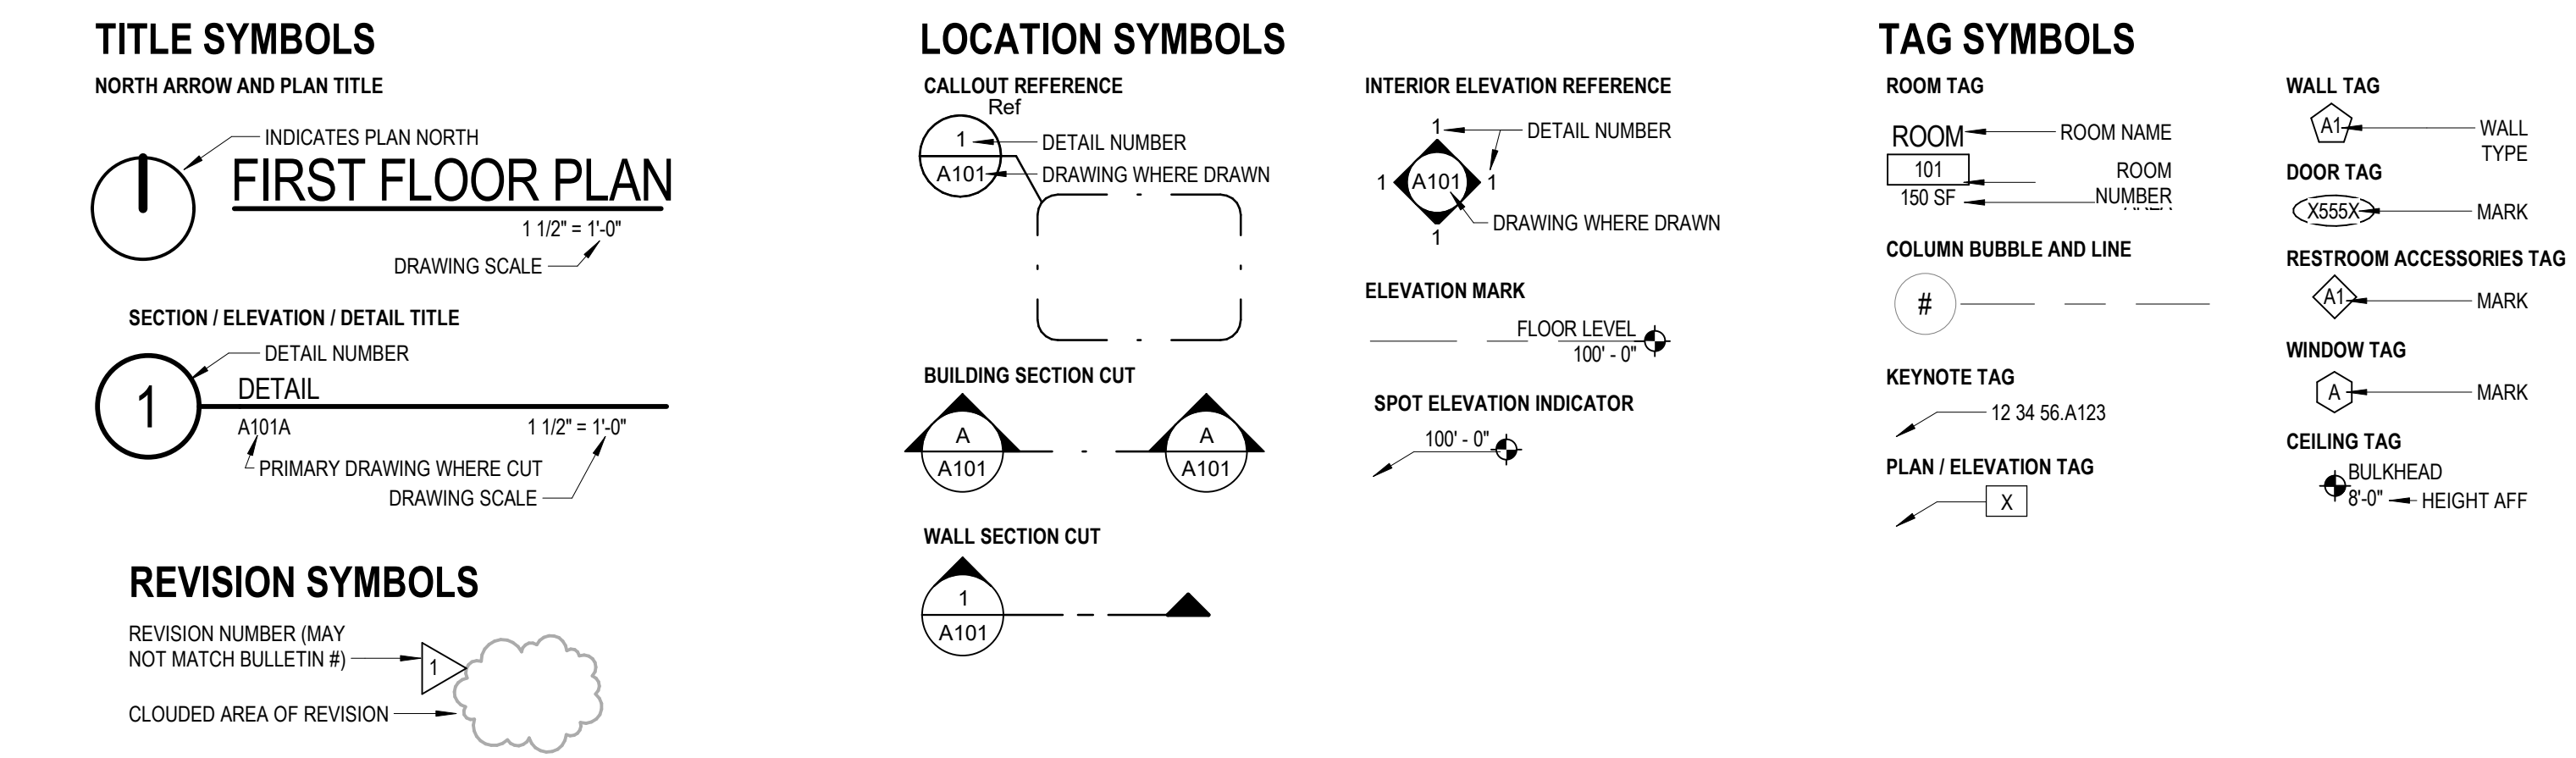 TITLE SYMBOLS
NORTH ARROW AND PLAN TITLE
INDICATES PLAN NORTH
FIRST FLOOR PLAN
1 1/2" = 1'-0"
DRAWING SCALE
SECTION / ELEVATION / DETAIL TITLE
DETAIL NUMBER
1
DETAIL
A101A
1 1/2" = 1'-0"
PRIMARY DRAWING WHERE CUT
DRAWING SCALE
REVISION SYMBOLS
REVISION NUMBER (MAY
NOT MATCH BULLETIN #)
1
CLOUDED AREA OF REVISION
LOCATION SYMBOLS
CALLOUT REFERENCE
Ref
1
DETAIL NUMBER
A101
DRAWING WHERE DRAWN
BUILDING SECTION CUT
A
A101
A
A101
WALL SECTION CUT
1
A101
INTERIOR ELEVATION REFERENCE
1
DETAIL NUMBER
1
A101
1
DRAWING WHERE DRAWN
1
ELEVATION MARK
FLOOR LEVEL
100' - 0"
SPOT ELEVATION INDICATOR
100' - 0"
TAG SYMBOLS
ROOM TAG
ROOM
ROOM NAME
101
ROOM
NUMBER
150 SF
COLUMN BUBBLE AND LINE
#
KEYNOTE TAG
12 34 56.A123
PLAN / ELEVATION TAG
X
WALL TAG
A1
WALL
TYPE
DOOR TAG
X555X
MARK
RESTROOM ACCESSORIES TAG
A1
MARK
WINDOW TAG
A
MARK
CEILING TAG
BULKHEAD
8'-0"
HEIGHT AFF